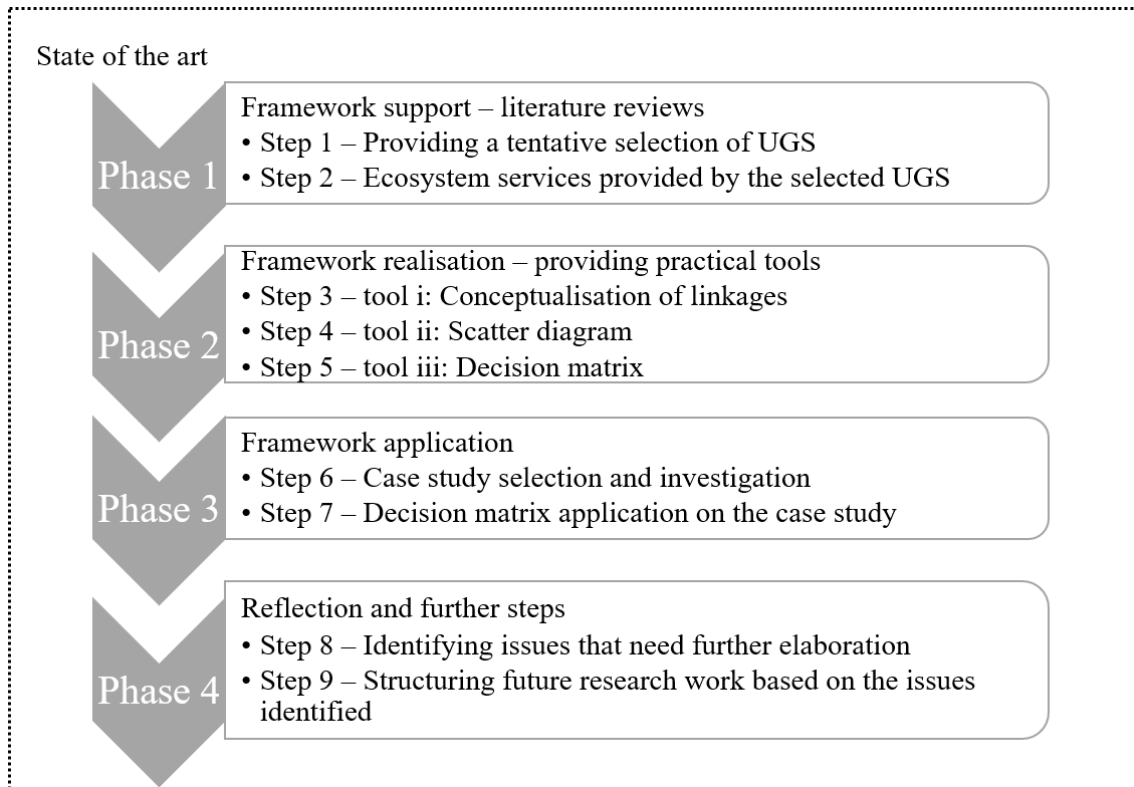 State of the art
Phase 1
Framework support – literature reviews
• Step 1 – Providing a tentative selection of UGS
• Step 2 – Ecosystem services provided by the selected UGS
Phase 2
Framework realisation – providing practical tools
• Step 3 – tool i: Conceptualisation of linkages
• Step 4 – tool ii: Scatter diagram
• Step 5 – tool iii: Decision matrix
Phase 3
Framework application
• Step 6 – Case study selection and investigation
• Step 7 – Decision matrix application on the case study
Phase 4
Reflection and further steps
• Step 8 – Identifying issues that need further elaboration
• Step 9 – Structuring future research work based on the issues
identified